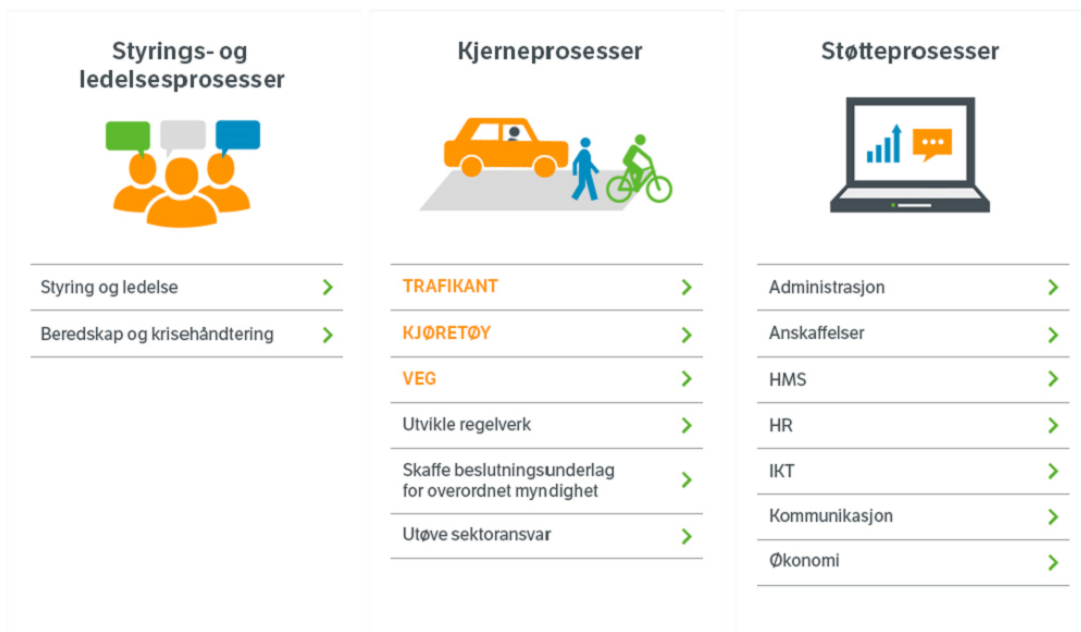 Styrings- og
ledelsesprosesser
Styring og ledelse
Beredskap og krisehåndtering
Kjerneprosesser
TRAFIKANT
KJØRETØY
VEG
Utvikle regelverk
Skaffe beslutningsunderlag
for overordnet myndighet
Utøve sektoransvar
Støtteprosesser
Administrasjon
Anskaffelser
HMS
HR
IKT
Kommunikasjon
Økonomi